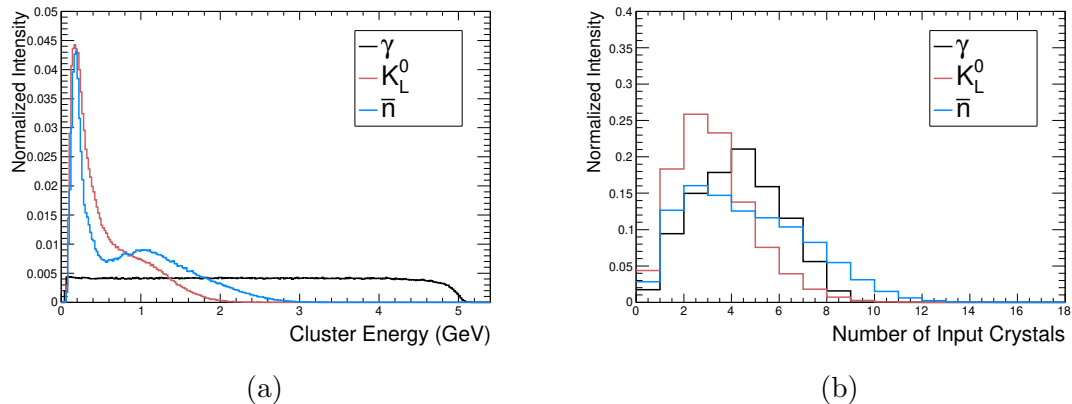 Normalized Intensity
0.05
0.045
0.04
0.035
0.03
0.025
0.02
0.015
0.01
0.005
0
γ
K_L^0
n̄
0 1 2 3 4 5
Cluster Energy (GeV)
(a)
Normalized Intensity
0.4
0.35
0.3
0.25
0.2
0.15
0.1
0.05
0
γ
K_L^0
n̄
0 2 4 6 8 10 12 14 16 18
Number of Input Crystals
(b)